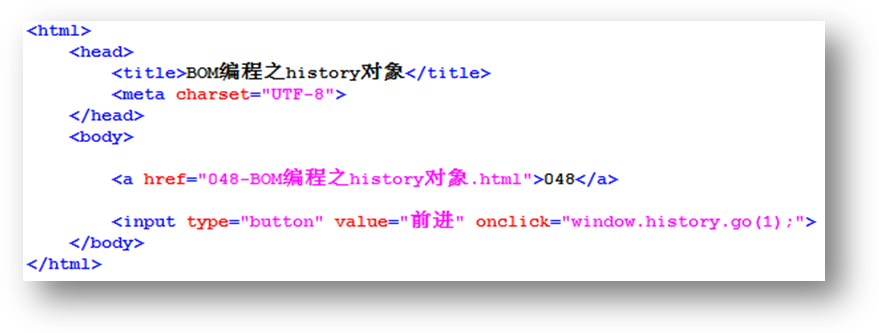 <html>
<head>
<title>BOM编程之history对象</title>
<meta charset="UTF-8">
</head>
<body>
<a href="048-BOM编程之history对象.html">048</a>
<input type="button" value="前进" onclick="window.history.go(1);">
</body>
</html>